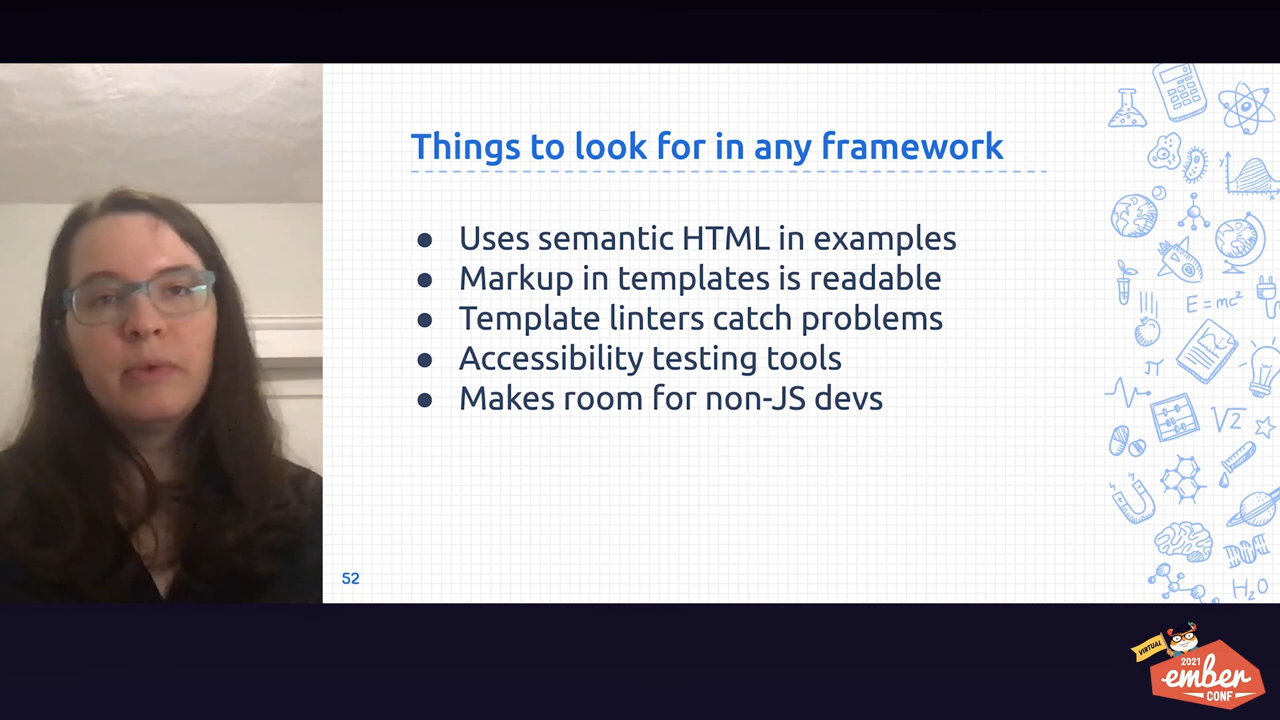 Things to look for in any framework
● Uses semantic HTML in examples
● Markup in templates is readable
● Template linters catch problems
● Accessibility testing tools
● Makes room for non-JS devs
52
y
x
E=mc²
π
√2
H₂O
VIRTUAL
2021
ember
CONF